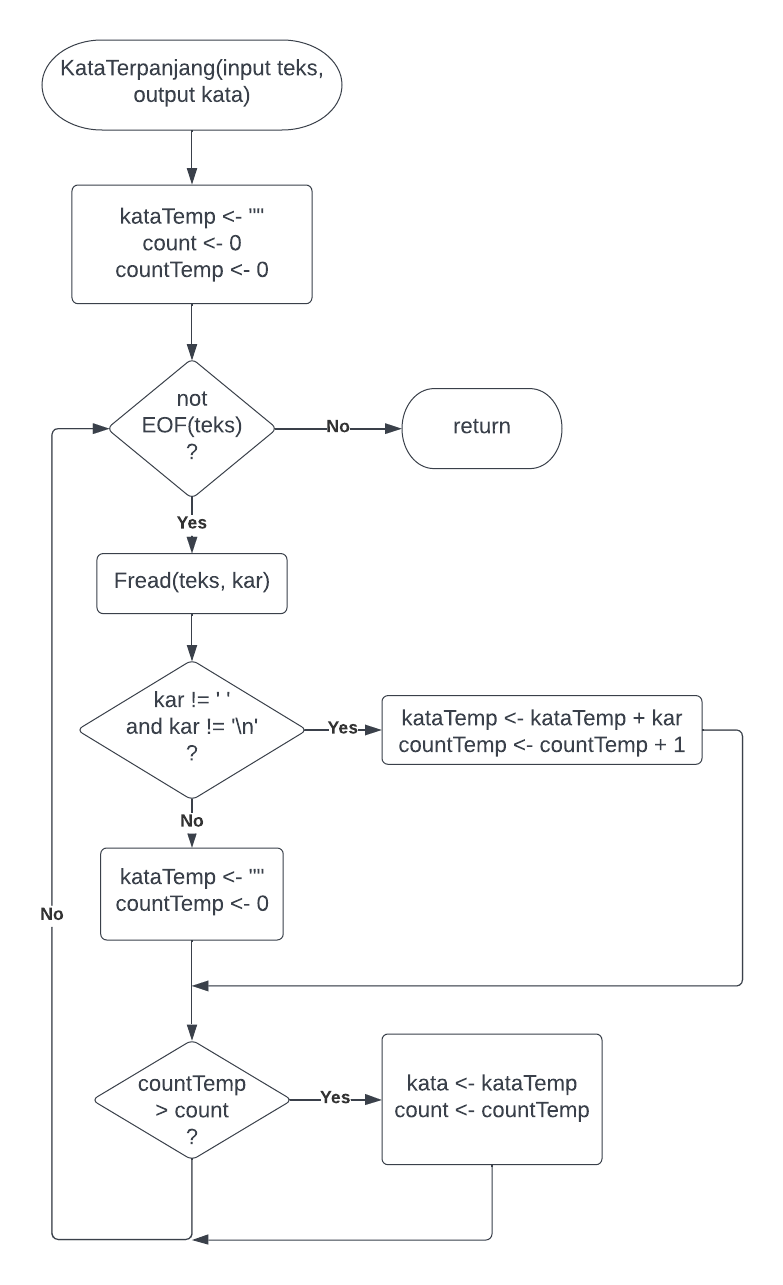 KataTerpanjang(input teks,
output kata)
kataTemp <- ""
count <- 0
countTemp <- 0
not
EOF(teks)
?
No
return
Yes
Fread(teks, kar)
kar != ' '
and kar != '\n'
?
Yes
kataTemp <- kataTemp + kar
countTemp <- countTemp + 1
No
kataTemp <- ""
countTemp <- 0
No
countTemp
> count
?
Yes
kata <- kataTemp
count <- countTemp